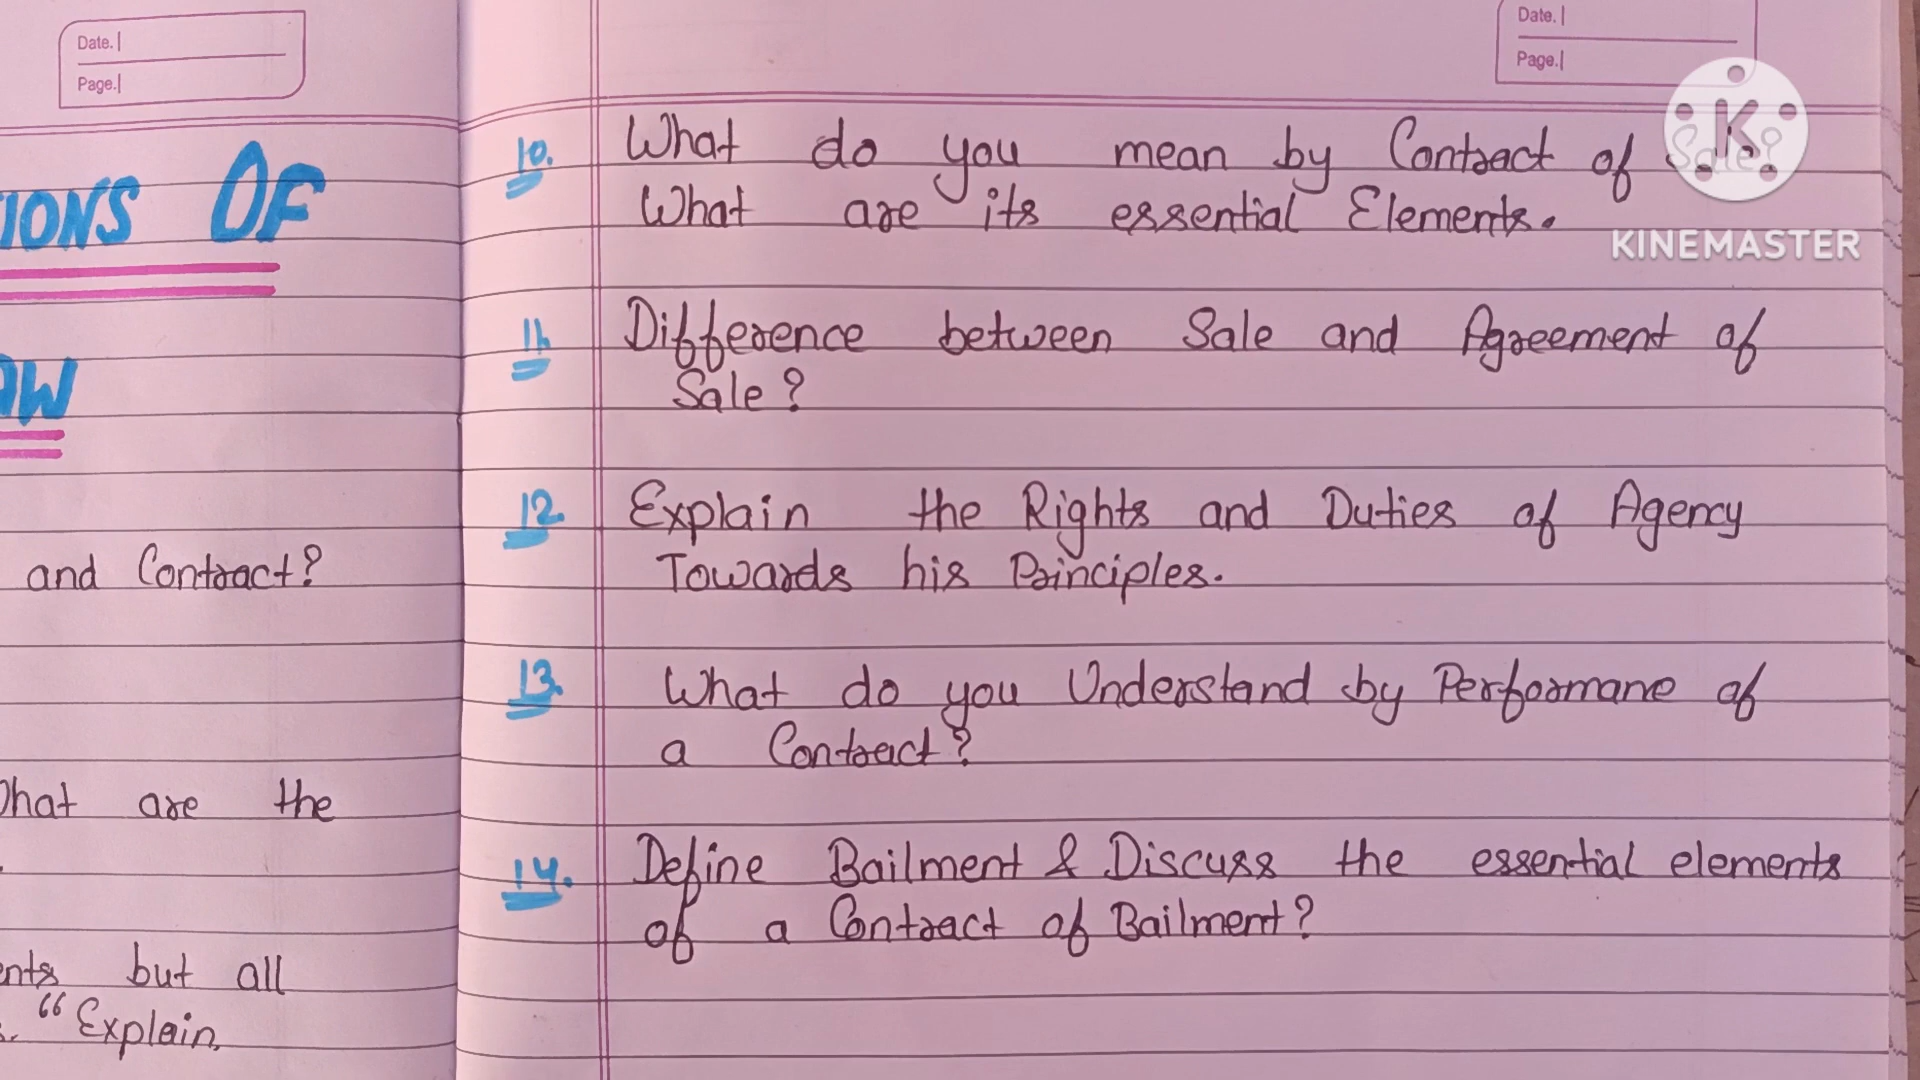 Date.
Page.
IONS OF
AW
and Contract?
What are the
but all
"Explain.
Date.
Page.
10. What do you mean by Contract of Sale?
What are its essential Elements.
11. Difference between Sale and Agreement of
Sale?
12. Explain the Rights and Duties of Agency
Towards his Principles.
13. What do you Understand by Performane of
a Contract?
14. Define Bailment & Discuss the essential elements
of a Contract of Bailment?
K
KINEMASTER